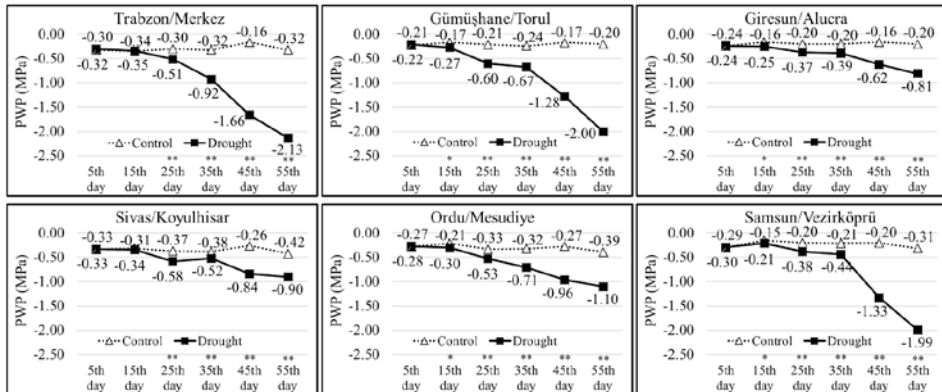 Trabzon/Merkez
PWP (MPa)
0.00
-0.50
-1.00
-1.50
-2.00
-2.50
-0.30 -0.34 -0.30 -0.32 -0.16 -0.32
-0.32 -0.35 -0.51 -0.92 -1.66 -2.13
Control Drought
** ** ** **
5th day 15th day 25th day 35th day 45th day 55th day
Gümüşhane/Torul
PWP (MPa)
0.00
-0.50
-1.00
-1.50
-2.00
-2.50
-0.21 -0.17 -0.21 -0.24 -0.17 -0.20
-0.22 -0.27 -0.60 -0.67 -1.28 -2.00
Control Drought
* ** ** ** **
5th day 15th day 25th day 35th day 45th day 55th day
Giresun/Alucra
PWP (MPa)
0.00
-0.50
-1.00
-1.50
-2.00
-2.50
-0.24 -0.16 -0.20 -0.20 -0.16 -0.20
-0.24 -0.25 -0.37 -0.39 -0.62 -0.81
Control Drought
* ** ** ** **
5th day 15th day 25th day 35th day 45th day 55th day
Sivas/Koyulhisar
PWP (MPa)
0.00
-0.50
-1.00
-1.50
-2.00
-2.50
-0.33 -0.31 -0.37 -0.38 -0.26 -0.42
-0.33 -0.34 -0.58 -0.52 -0.84 -0.90
Control Drought
** ** ** **
5th day 15th day 25th day 35th day 45th day 55th day
Ordu/Mesudiye
PWP (MPa)
0.00
-0.50
-1.00
-1.50
-2.00
-2.50
-0.27 -0.21 -0.33 -0.32 -0.27 -0.39
-0.28 -0.30 -0.53 -0.71 -0.96 -1.10
Control Drought
* ** ** ** **
5th day 15th day 25th day 35th day 45th day 55th day
Samsun/Vezirköprü
PWP (MPa)
0.00
-0.50
-1.00
-1.50
-2.00
-2.50
-0.29 -0.15 -0.20 -0.21 -0.20 -0.31
-0.30 -0.21 -0.38 -0.44 -1.33 -1.99
Control Drought
* ** ** ** **
5th day 15th day 25th day 35th day 45th day 55th day